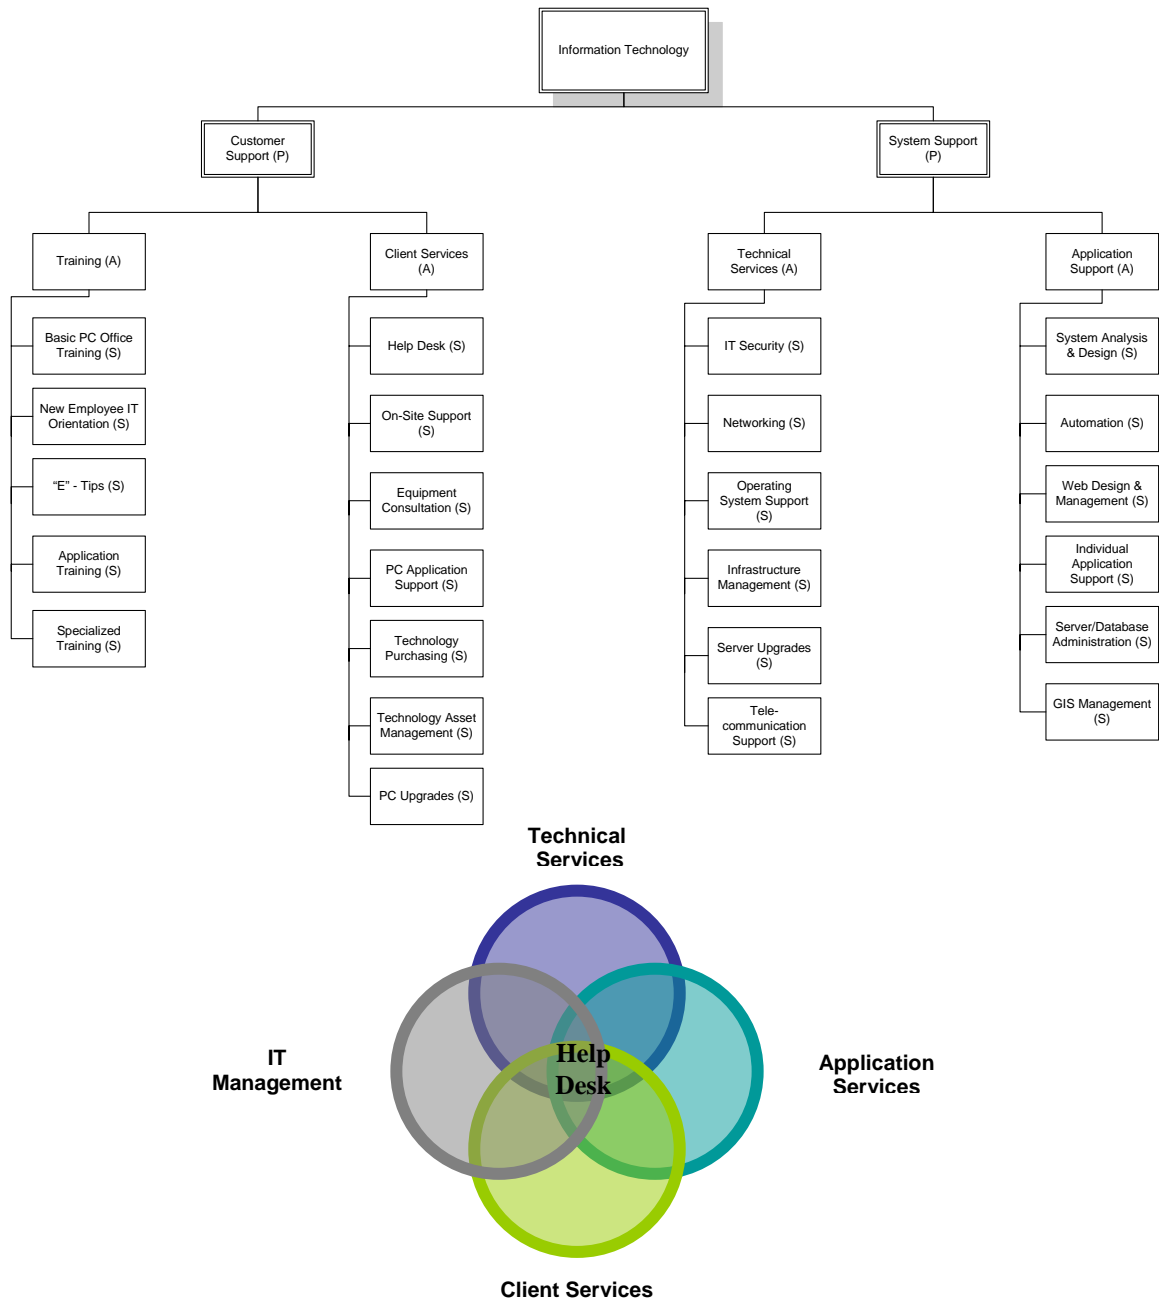 Information Technology
Customer
Support (P)
System Support
(P)
Training (A)
Client Services
(A)
Technical
Services (A)
Application
Support (A)
Basic PC Office
Training (S)
New Employee IT
Orientation (S)
“E” - Tips (S)
Application
Training (S)
Specialized
Training (S)
Help Desk (S)
On-Site Support
(S)
Equipment
Consultation (S)
PC Application
Support (S)
Technology
Purchasing (S)
Technology Asset
Management (S)
PC Upgrades (S)
IT Security (S)
Networking (S)
Operating
System Support
(S)
Infrastructure
Management (S)
Server Upgrades
(S)
Tele-
communication
Support (S)
System Analysis
& Design (S)
Automation (S)
Web Design &
Management (S)
Individual
Application
Support (S)
Server/Database
Administration (S)
GIS Management
(S)
Technical
Services
IT
Management
Help
Desk
Application
Services
Client Services